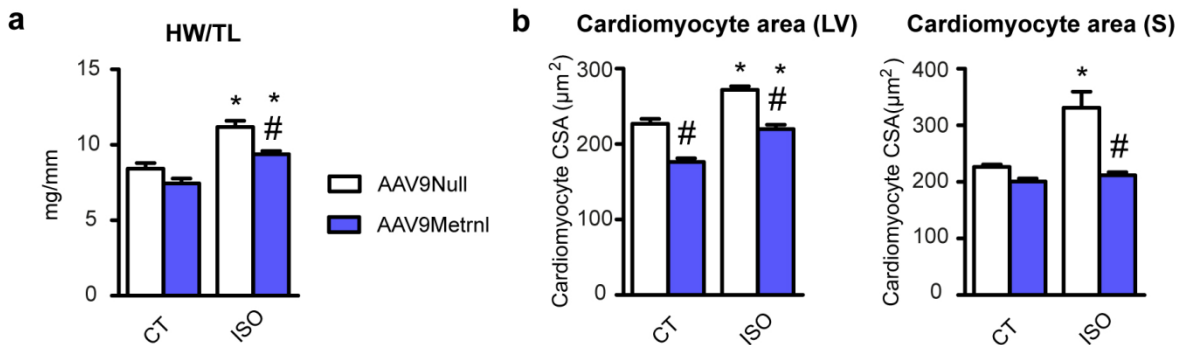 a
HW/TL
mg/mm
15
10
5
0
*
*
#
CT
ISO
AAV9Null
AAV9Metrnl
b
Cardiomyocyte area (LV)
Cardiomyocyte CSA (µm²)
300
200
100
0
#
*
*
#
CT
ISO
Cardiomyocyte area (S)
Cardiomyocyte CSA(µm²)
400
300
200
100
0
*
#
CT
ISO